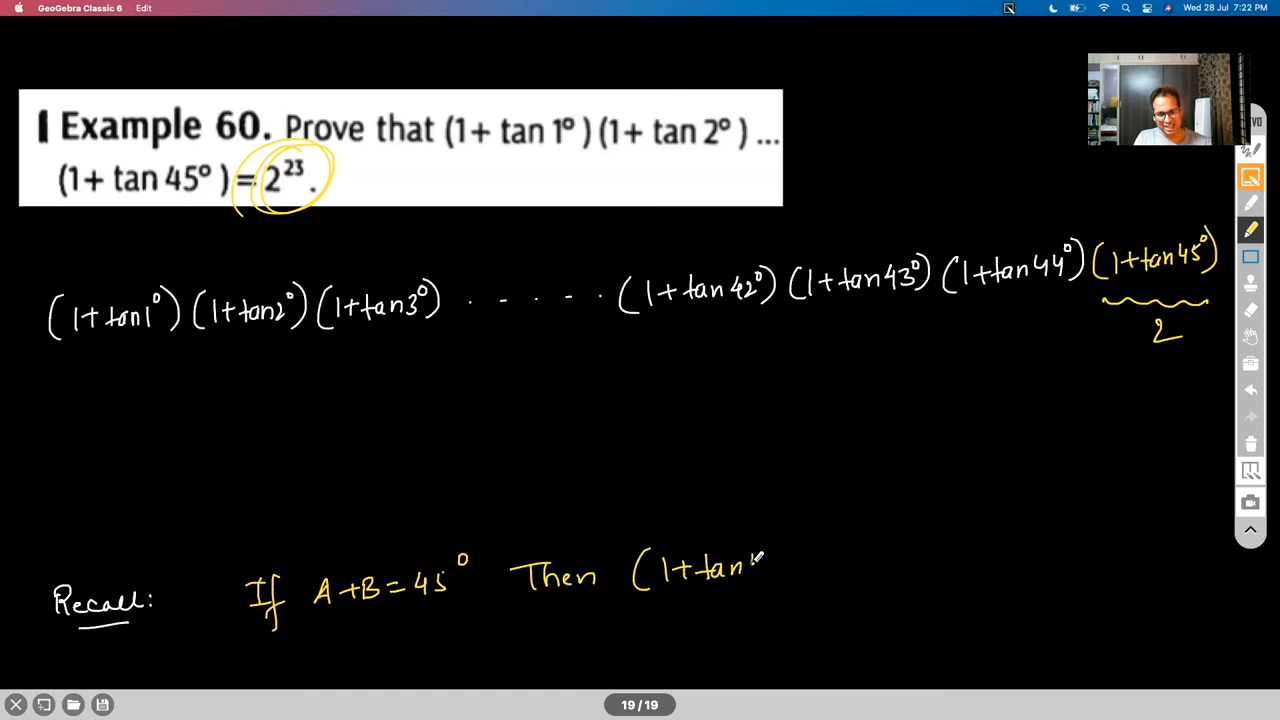 GeoGebra Classic 6 Edit Wed 28 Jul 7:22 PM
Example 60. Prove that (1 + tan 1°) (1 + tan 2°) ...
(1 + tan 45°) = 2²³.
(1+tan1°) (1+tan2°) (1+tan3°) . - . . - . (1+tan42°) (1+tan43°) (1+tan44°) (1+tan45°)
2
Recall: If A+B=45° Then (1+tan
19 / 19